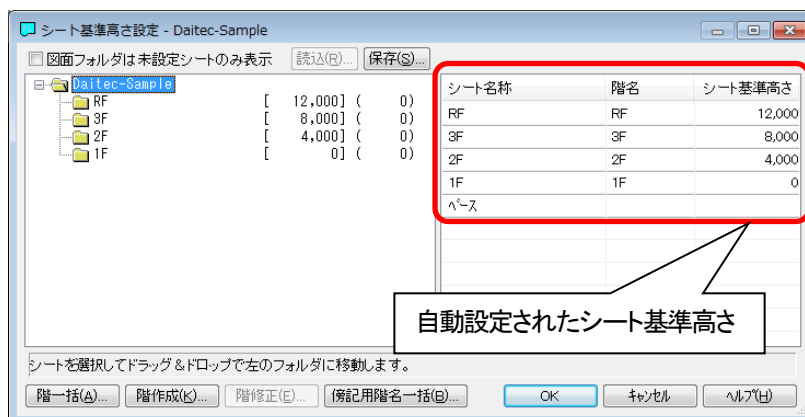 シート基準高さ設定 - Daitec-Sample
図面フォルダは未設定シートのみ表示 読込(R)... 保存(S)...
Daitec-Sample
RF [ 12,000] ( 0)
3F [ 8,000] ( 0)
2F [ 4,000] ( 0)
1F [ 0] ( 0)
シート名称 階名 シート基準高さ
RF RF 12,000
3F 3F 8,000
2F 2F 4,000
1F 1F 0
ﾍﾞｰｽ
自動設定されたシート基準高さ
シートを選択してドラッグ&ドロップで左のフォルダに移動します。
階一括(A)... 階作成(K)... 階修正(E)... 傍記用階名一括(B)... OK ｷｬﾝｾﾙ ﾍﾙﾌﾟ(H)